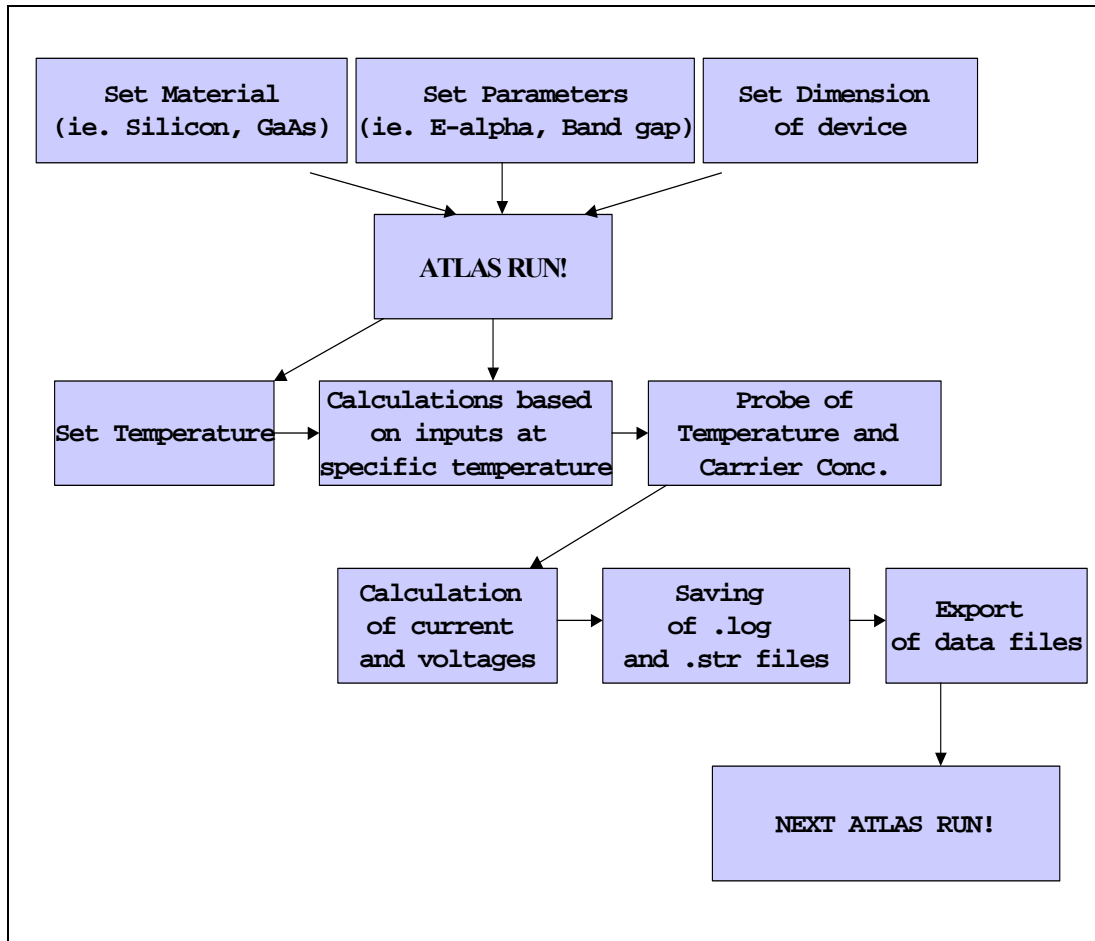 Set Material
(ie. Silicon, GaAs)
Set Parameters
(ie. E-alpha, Band gap)
Set Dimension
of device
ATLAS RUN!
Set Temperature
Calculations based
on inputs at
specific temperature
Probe of
Temperature and
Carrier Conc.
Calculation
of current
and voltages
Saving
of .log
and .str files
Export
of data files
NEXT ATLAS RUN!